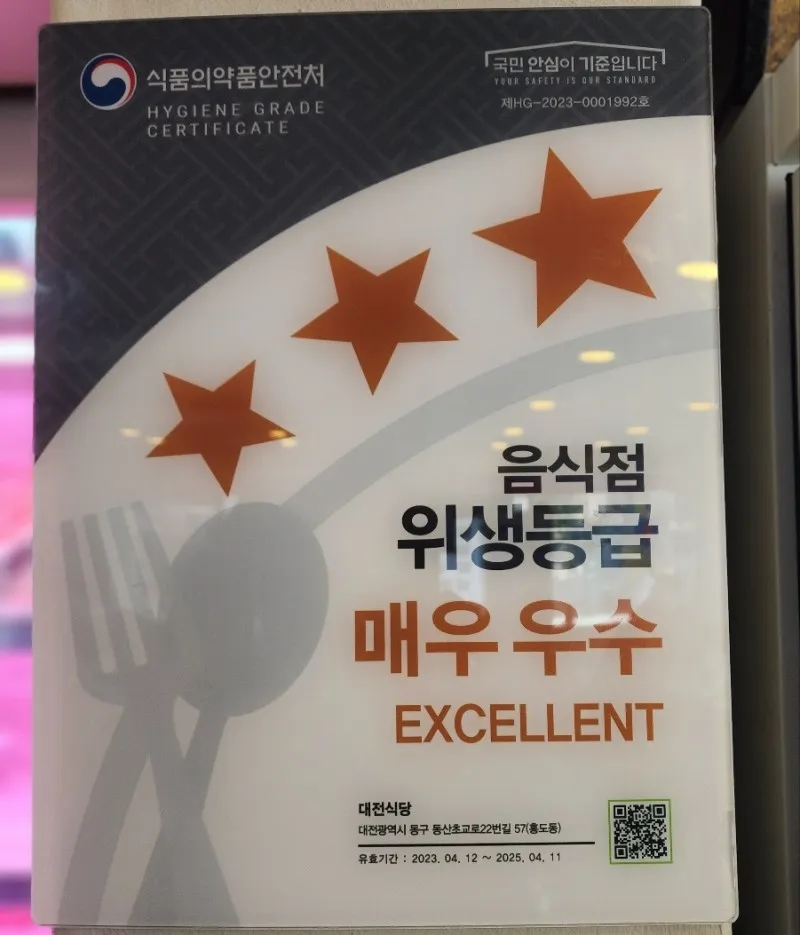 식품의약품안전처
HYGIENE GRADE
CERTIFICATE
국민 안심이 기준입니다
YOUR SAFETY IS OUR STANDARD
제HG-2023-0001992호
음식점
위생등급
매우 우수
EXCELLENT
대전식당
대전광역시 동구 동산초교로22번길 57(홍도동)
유효기간 : 2023. 04. 12 ~ 2025. 04. 11